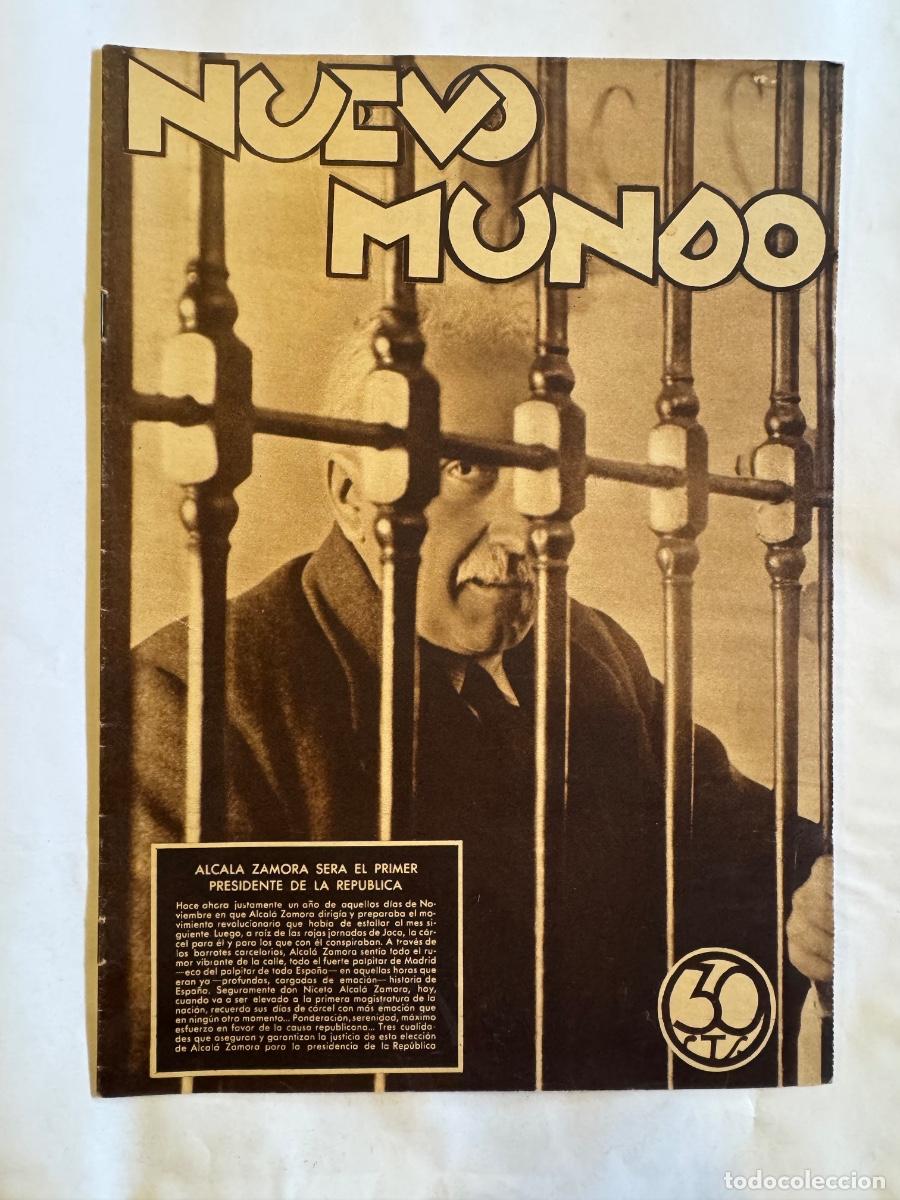 NUEVO
MUNDO
ALCALA ZAMORA SERA EL PRIMER
PRESIDENTE DE LA REPUBLICA
Hace ahora justamente un año de aquellos días de No-
viembre en que Alcalá Zamora dirigía y preparaba el mo-
vimiento revolucionario que había de estallar al mes si-
guiente. Luego, a raíz de las rojas jornadas de Jaca, la cár-
cel para él y para los que con él conspiraban. A través de
los barrotes carcelarios, Alcalá Zamora sentía todo el ru-
mor vibrante de la calle, todo el fuerte palpitar de Madrid
—eco del palpitar de toda España— en aquellas horas que
eran ya—profundas, cargadas de emoción— historia de
España. Seguramente don Niceto Alcalá Zamora, hoy,
cuando va a ser elevado a la primera magistratura de la
nación, recuerda sus días de cárcel con más emoción que
en ningún otro momento... Ponderación, serenidad, máximo
esfuerzo en favor de la causa republicana... Tres cualida-
des que aseguran y garantizan la justicia de esta elección
de Alcalá Zamora para la presidencia de la República
30
CTS
todocoleccion